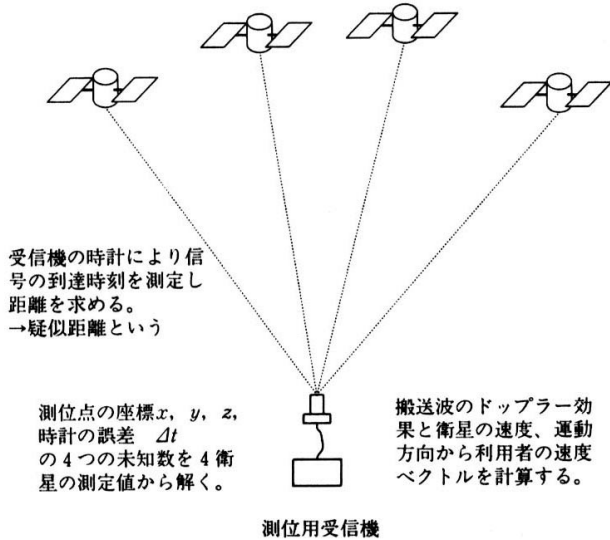 受信機の時計により信
号の到達時刻を測定し
距離を求める。
→疑似距離という
測位点の座標x，y，z，
時計の誤差 Δt
の4つの未知数を4衛
星の測定値から解く。
搬送波のドップラー効
果と衛星の速度、運動
方向から利用者の速度
ベクトルを計算する。
測位用受信機